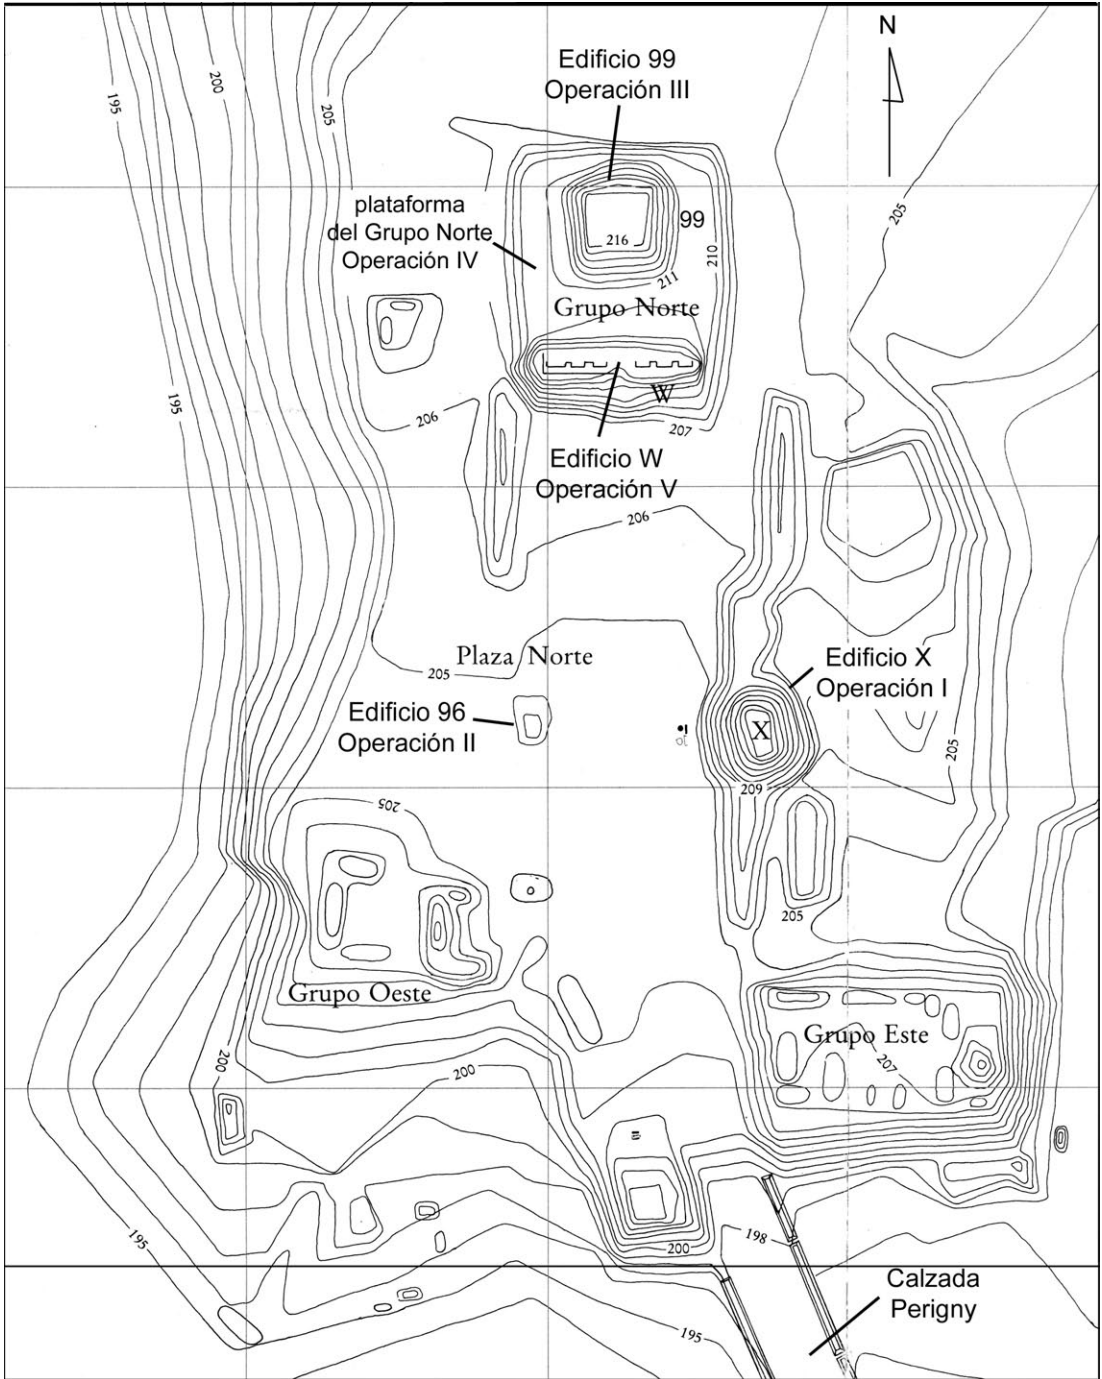 N
Edificio 99
Operación III
195
200
205
205
plataforma
del Grupo Norte
Operación IV
99
216
210
211
Grupo Norte
195
W
206
207
Edificio W
Operación V
206
Plaza Norte
205
Edificio X
Operación I
Edificio 96
Operación II
X
205
209
205
205
Grupo Oeste
Grupo Este
207
200
200
195
198
200
Calzada
Perigny
195